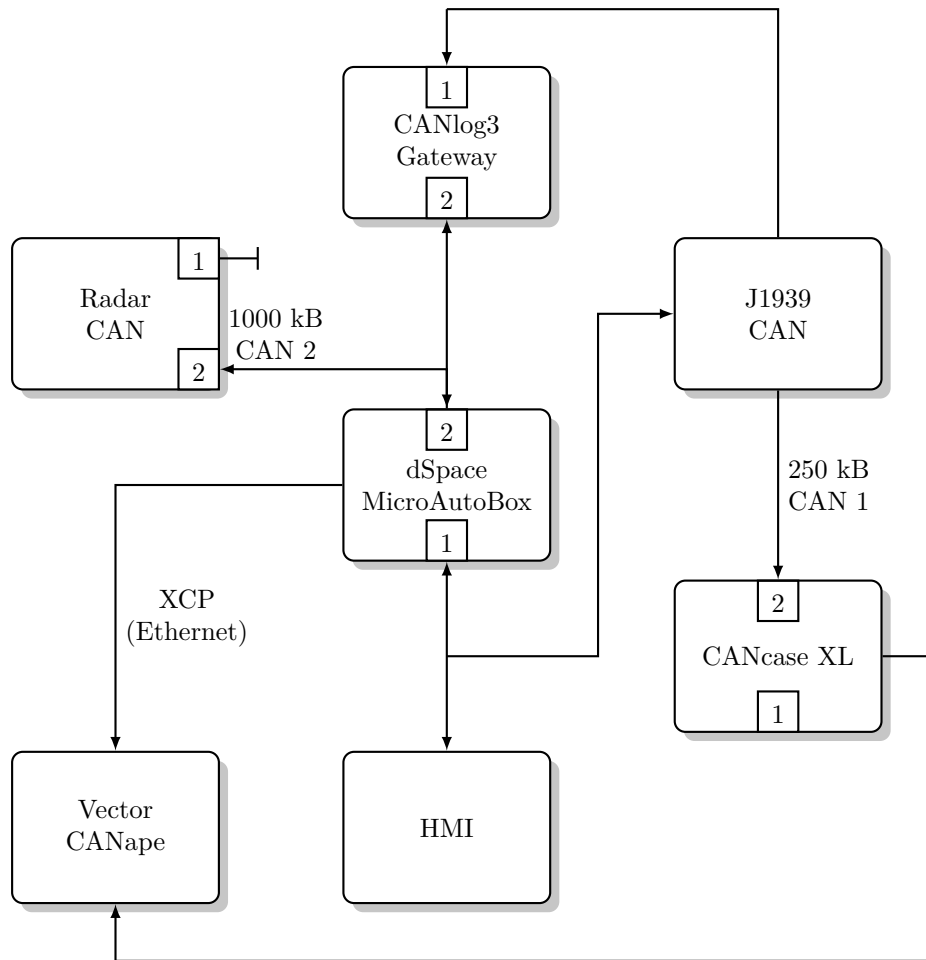 1
CANlog3
Gateway
2
1
Radar
CAN
2
1000 kB
CAN 2
J1939
CAN
2
dSpace
MicroAutoBox
1
250 kB
CAN 1
XCP
(Ethernet)
2
CANcase XL
1
Vector
CANape
HMI